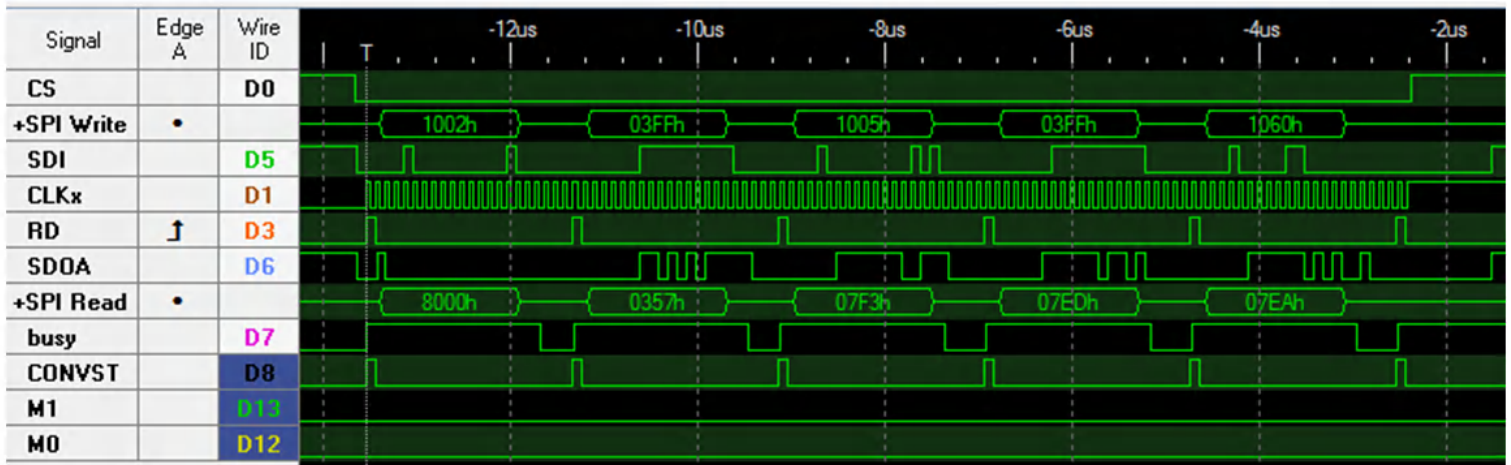 Signal Edge A Wire ID -12us -10us -8us -6us -4us -2us
T
CS D0
+SPI Write • 1002h 03FFh 1005h 03FFh 1060h
SDI D5
CLKx D1
RD D3
SDOA D6
+SPI Read • 8000h 0357h 07F3h 07EDh 07EAh
busy D7
CONVST D8
M1 D13
M0 D12